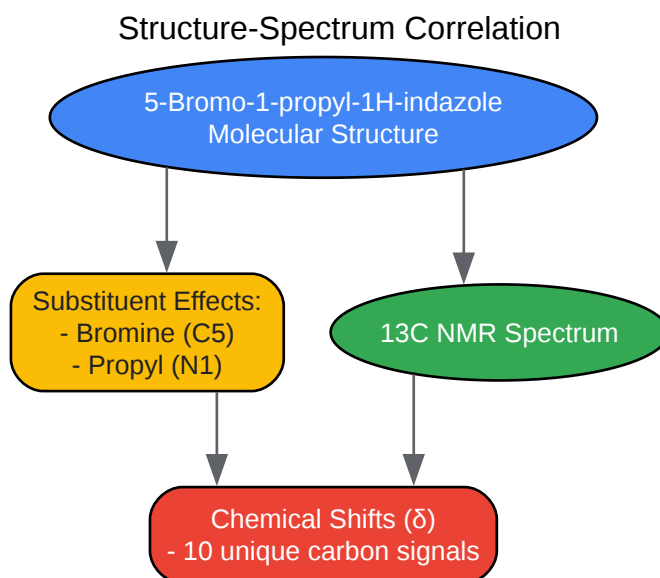 Structure-Spectrum Correlation
5-Bromo-1-propyl-1H-indazole
Molecular Structure
Substituent Effects:
- Bromine (C5)
- Propyl (N1)
13C NMR Spectrum
Chemical Shifts (δ)
- 10 unique carbon signals